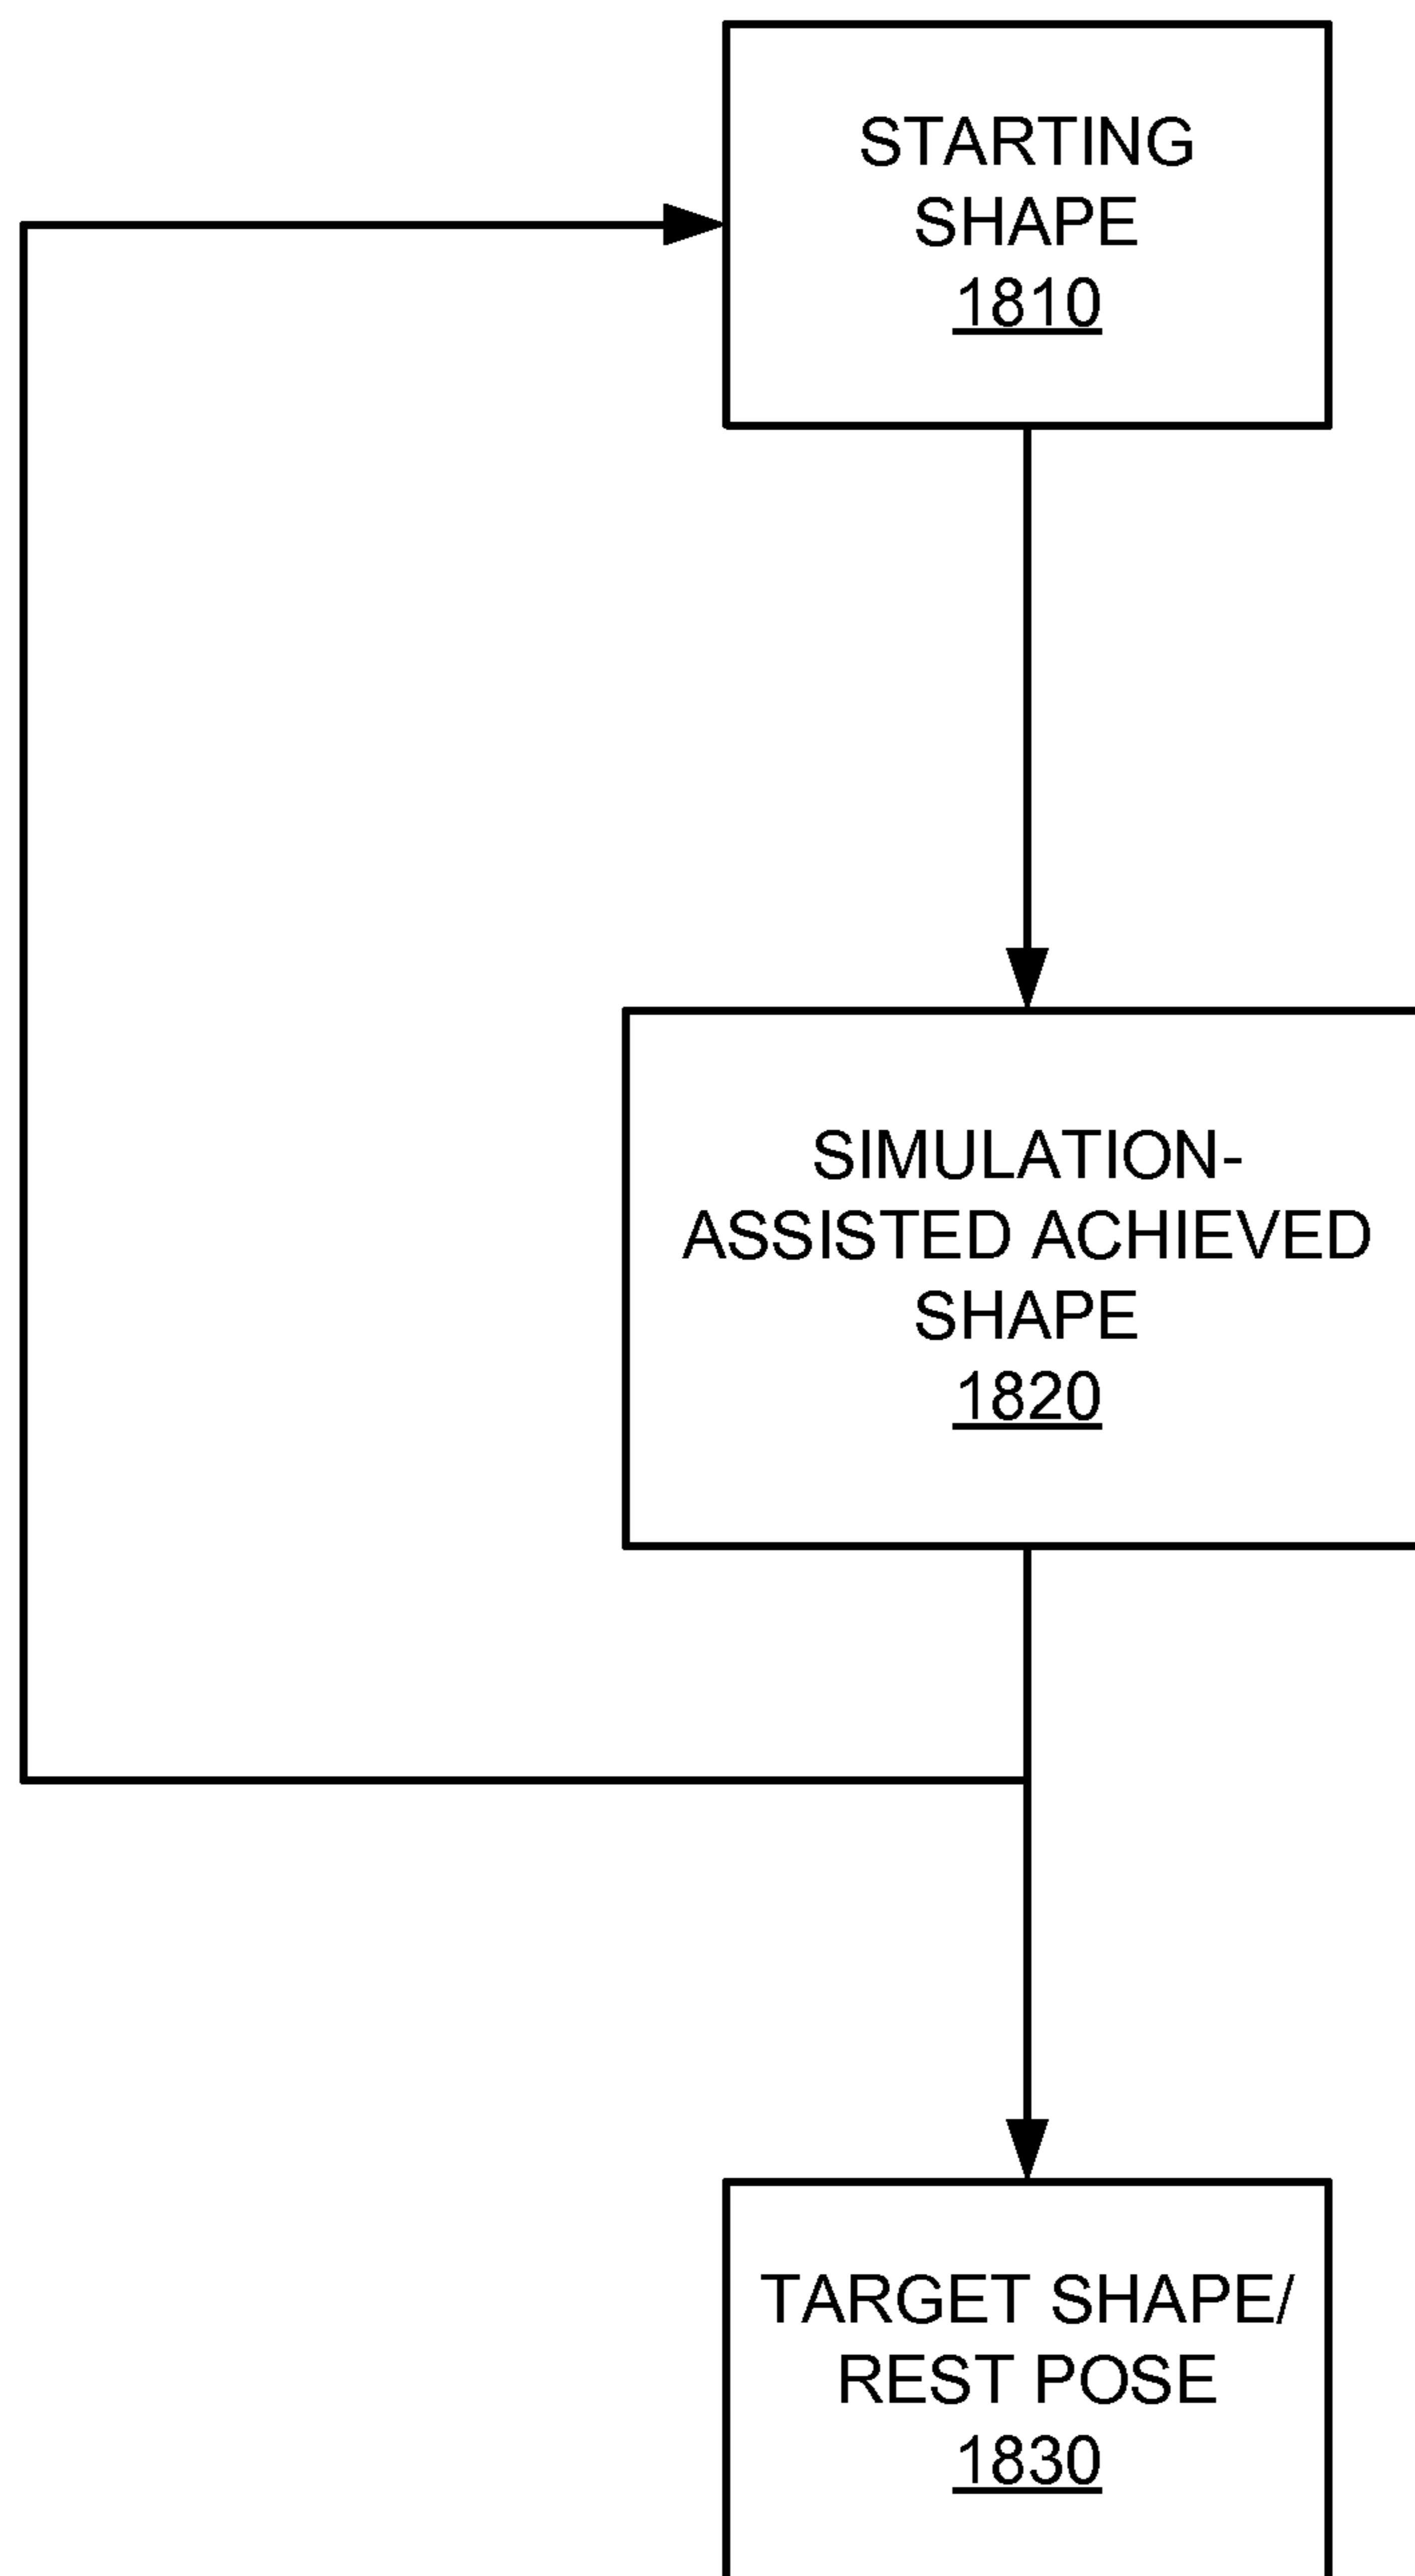 STARTING
SHAPE
1810
SIMULATION-
ASSISTED ACHIEVED
SHAPE
1820
TARGET SHAPE/
REST POSE
1830